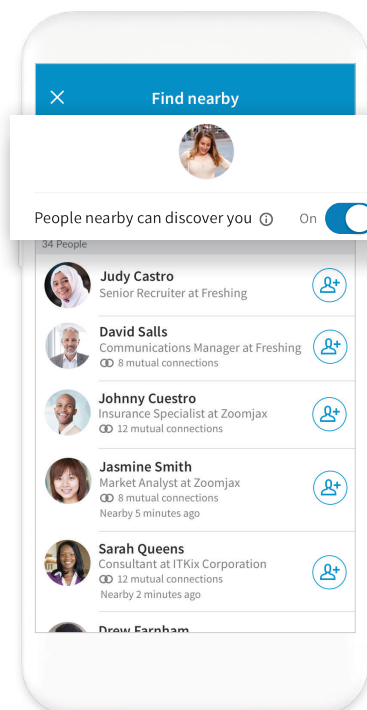 Find nearby
People nearby can discover you On
34 People
Judy Castro
Senior Recruiter at Freshing
David Salls
Communications Manager at Freshing
8 mutual connections
Johnny Cuestro
Insurance Specialist at Zoomjax
12 mutual connections
Jasmine Smith
Market Analyst at Zoomjax
8 mutual connections
Nearby 5 minutes ago
Sarah Queens
Consultant at ITKix Corporation
12 mutual connections
Nearby 2 minutes ago
Drew Farnham